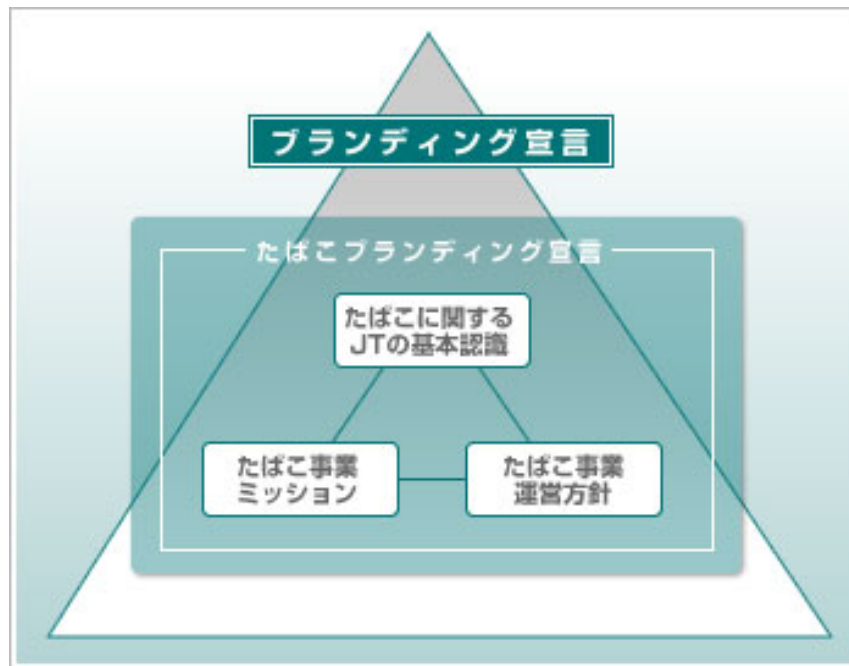 ブランディング宣言
たばこブランディング宣言
たばこに関する
JTの基本認識
たばこ事業
ミッション
たばこ事業
運営方針